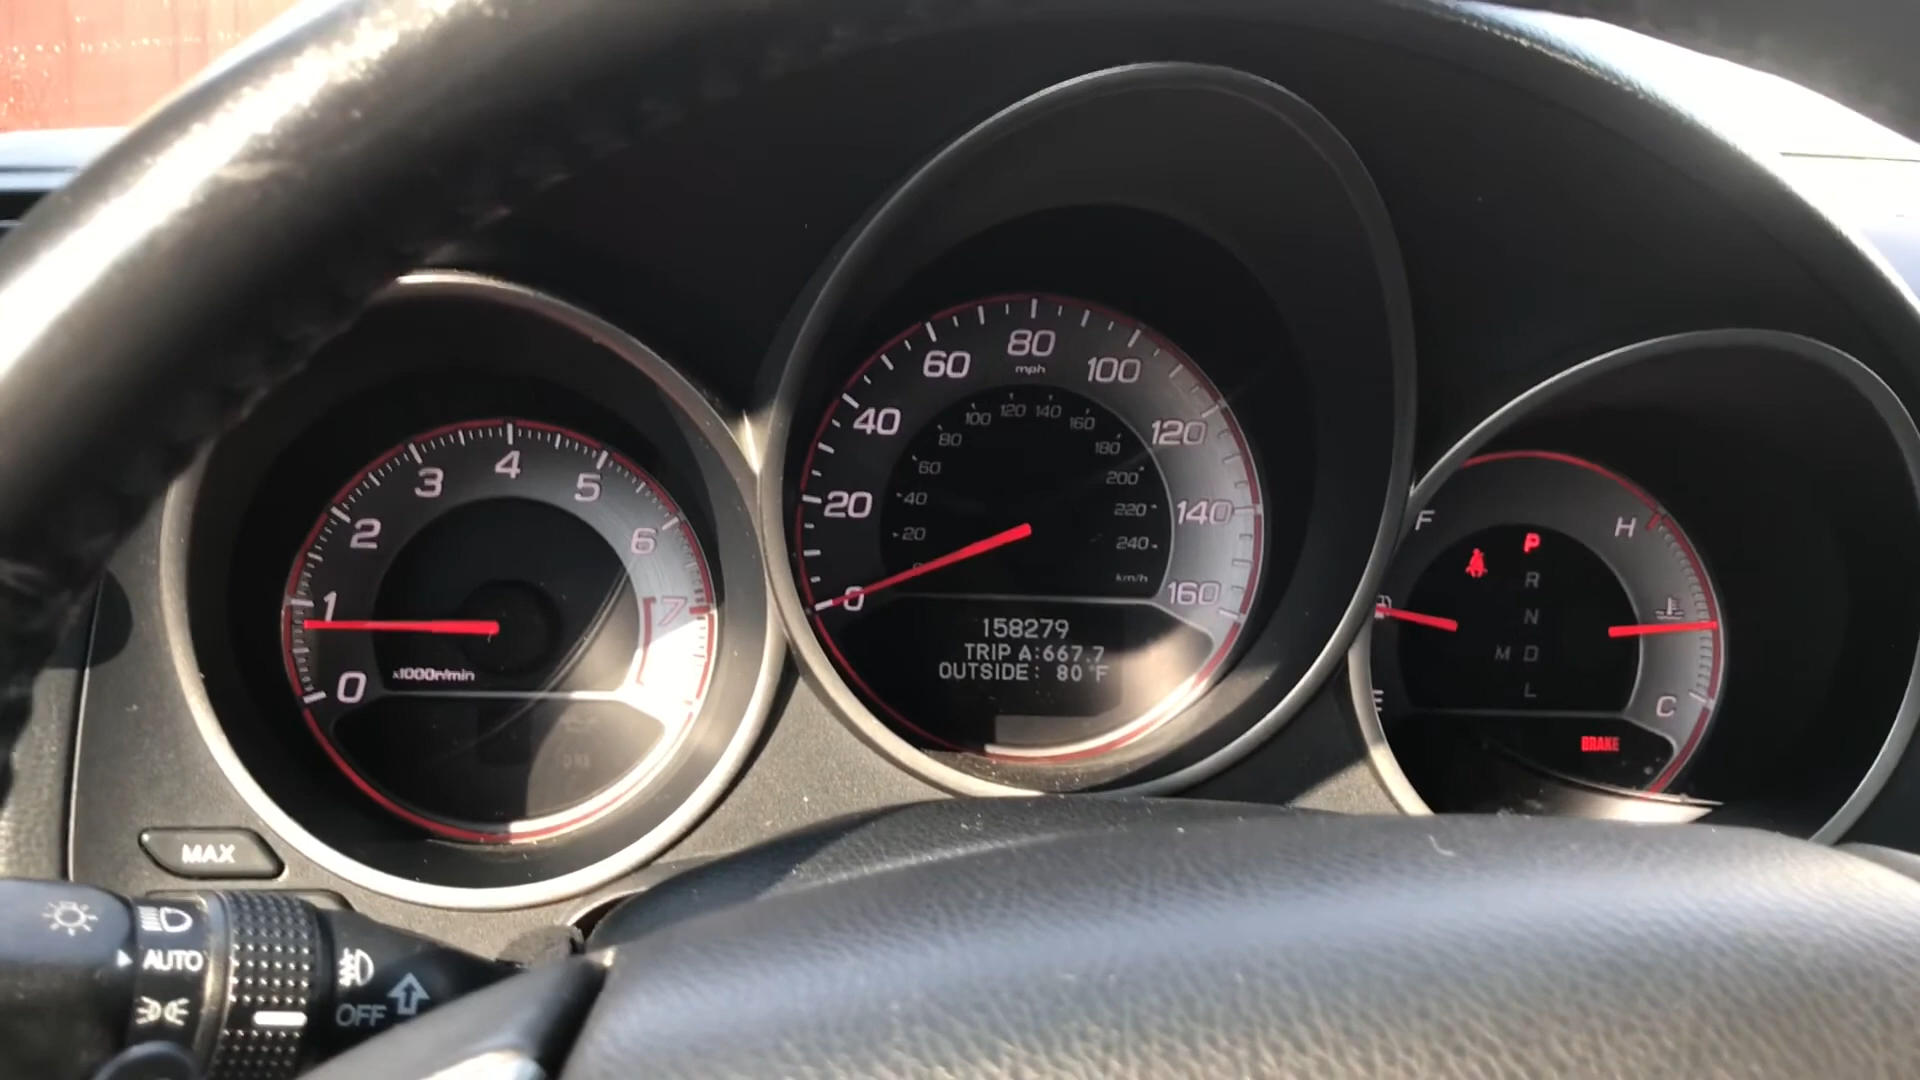 0
1
2
3
4
5
6
7
x1000r/min
0
20
40
60
80
mph
100
120
140
160
20
40
60
80
100
120
140
160
180
200
220
240
km/h
158279
TRIP A:667.7
OUTSIDE: 80°F
F
E
H
C
P
R
N
M D
L
BRAKE
MAX
AUTO
OFF